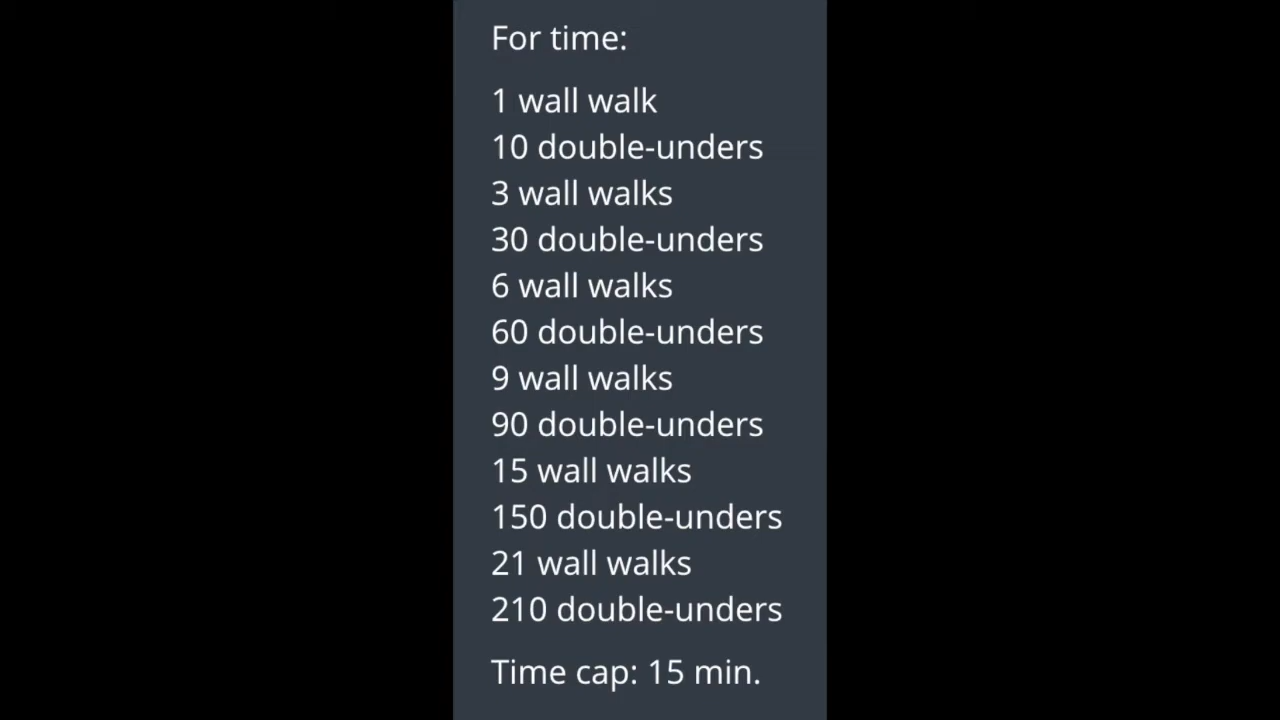 For time:
1 wall walk
10 double-unders
3 wall walks
30 double-unders
6 wall walks
60 double-unders
9 wall walks
90 double-unders
15 wall walks
150 double-unders
21 wall walks
210 double-unders
Time cap: 15 min.